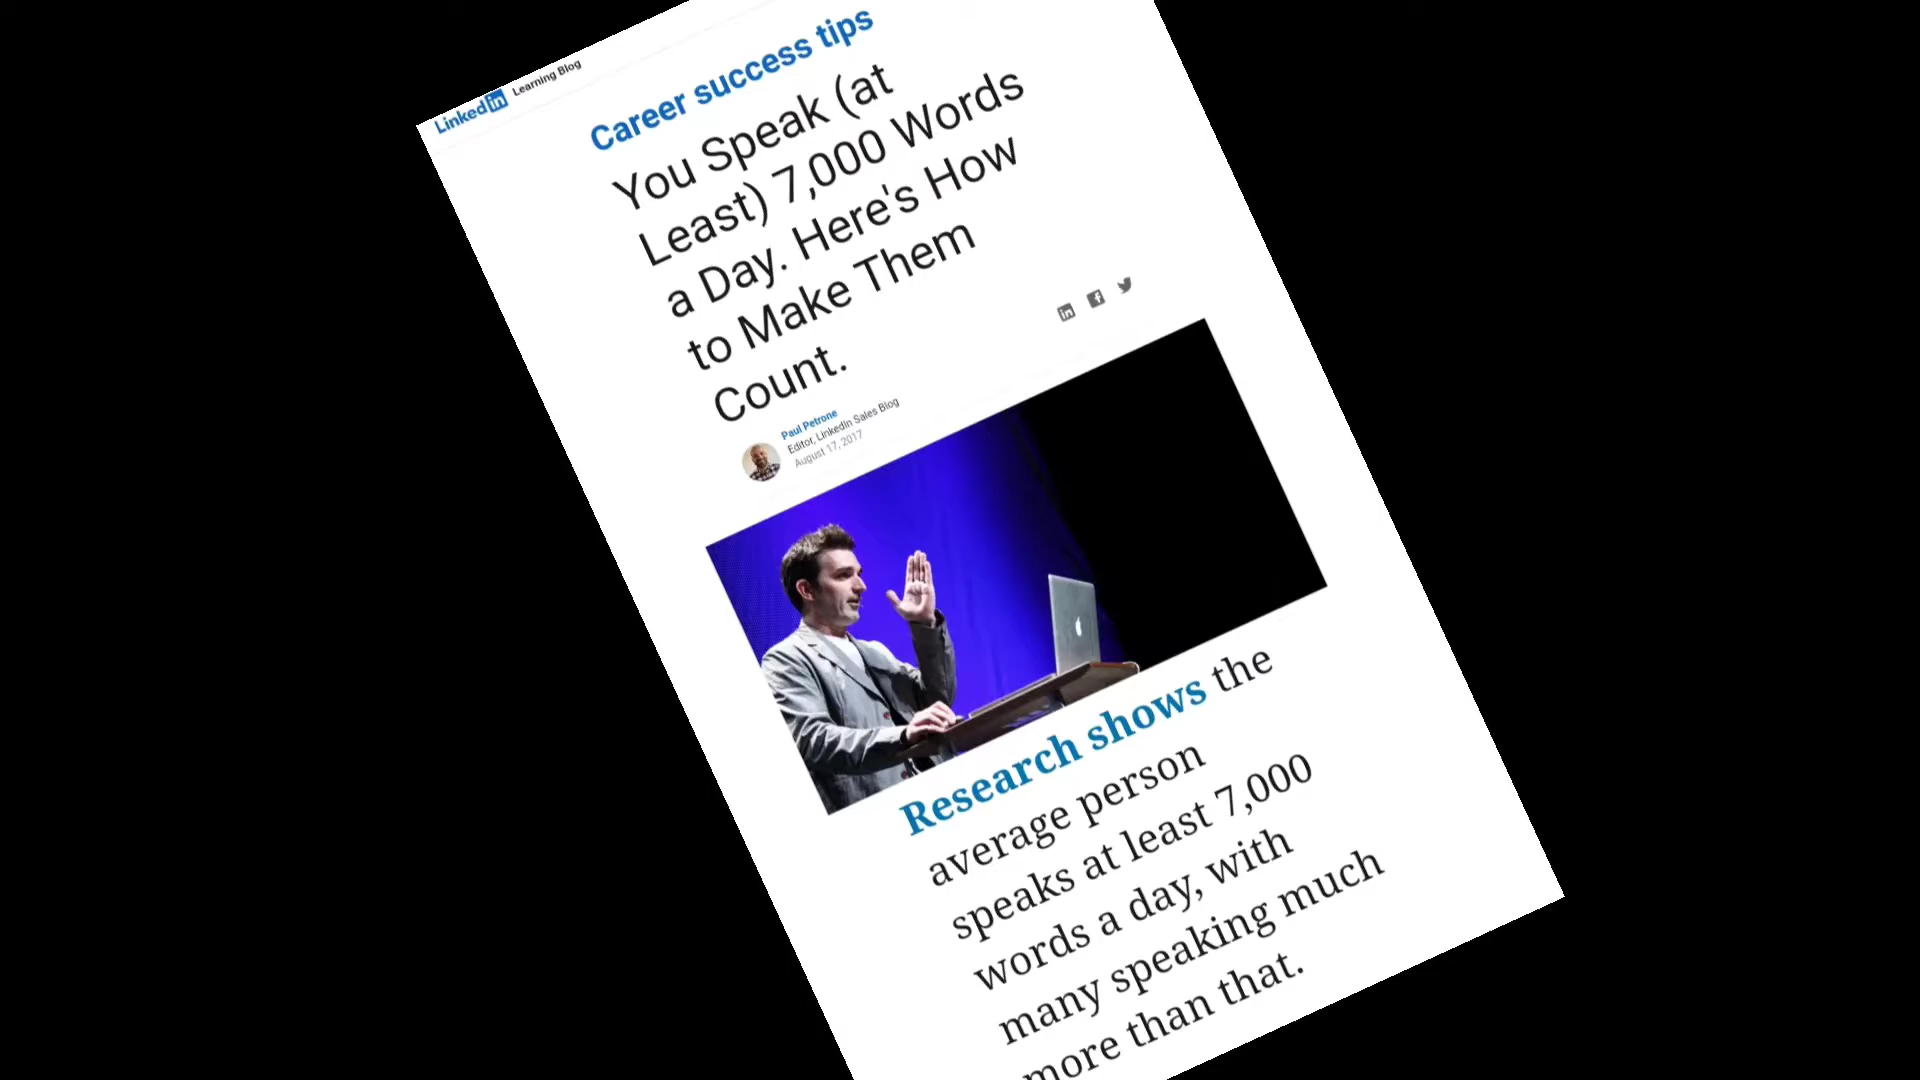 LinkedIn Learning Blog
Career success tips
You Speak (at
Least) 7,000 Words
a Day. Here's How
to Make Them
Count.
Paul Petrone
Editor, LinkedIn Sales Blog
August 17, 2017
Research shows the
average person
speaks at least 7,000
words a day, with
many speaking much
more than that.